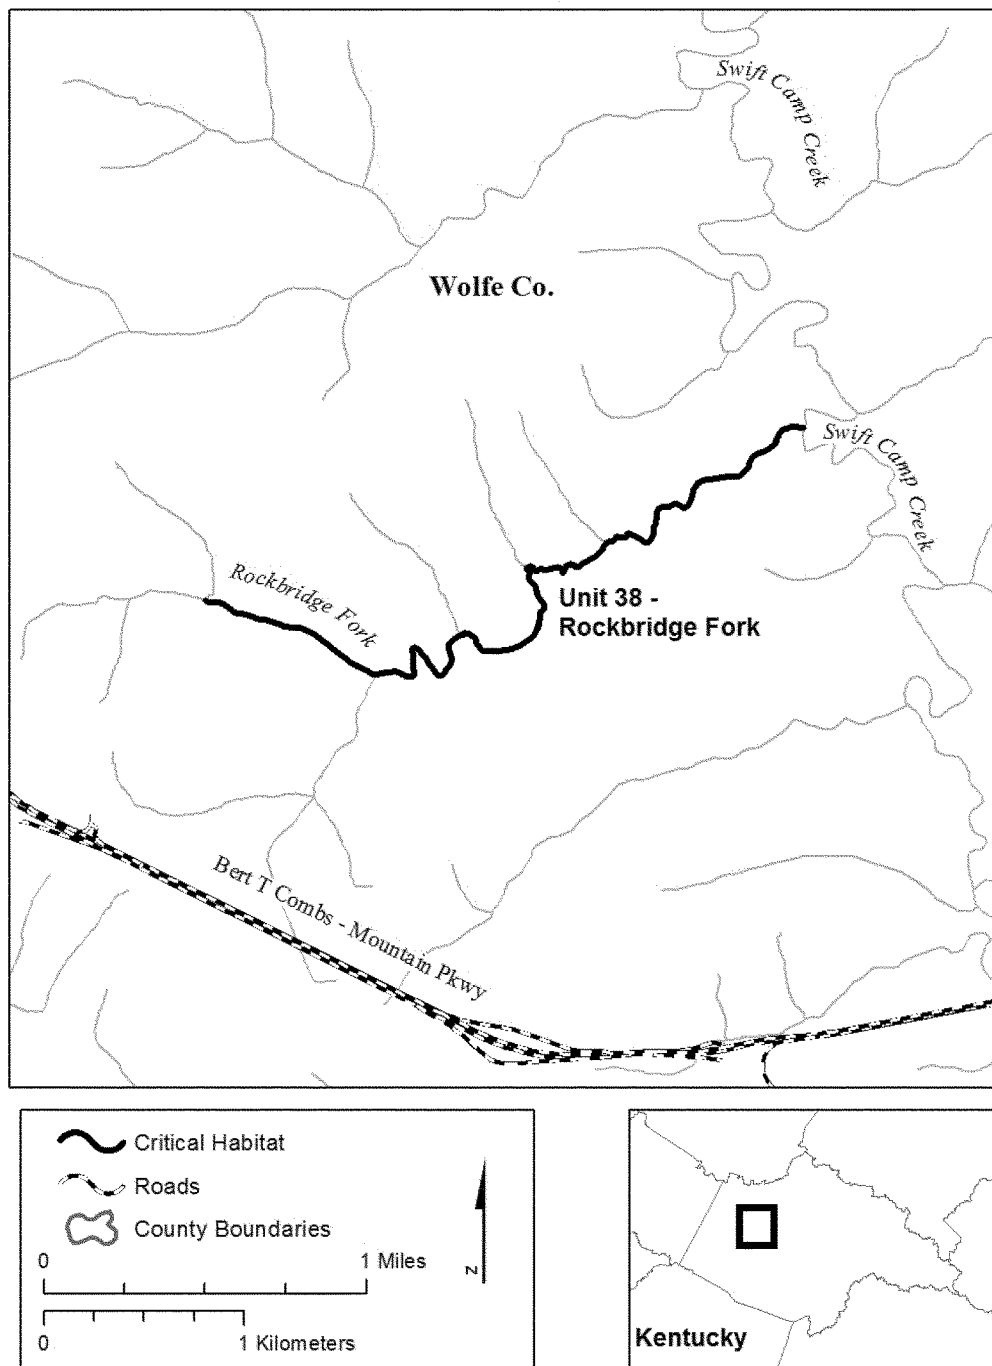 Swift Camp Creek
Wolfe Co.
Swift Camp Creek
Rockbridge Fork
Unit 38 -
Rockbridge Fork
Bert T Combs - Mountain Pkwy
Critical Habitat
Roads
County Boundaries
0 1 Miles
0 1 Kilometers
N
Kentucky